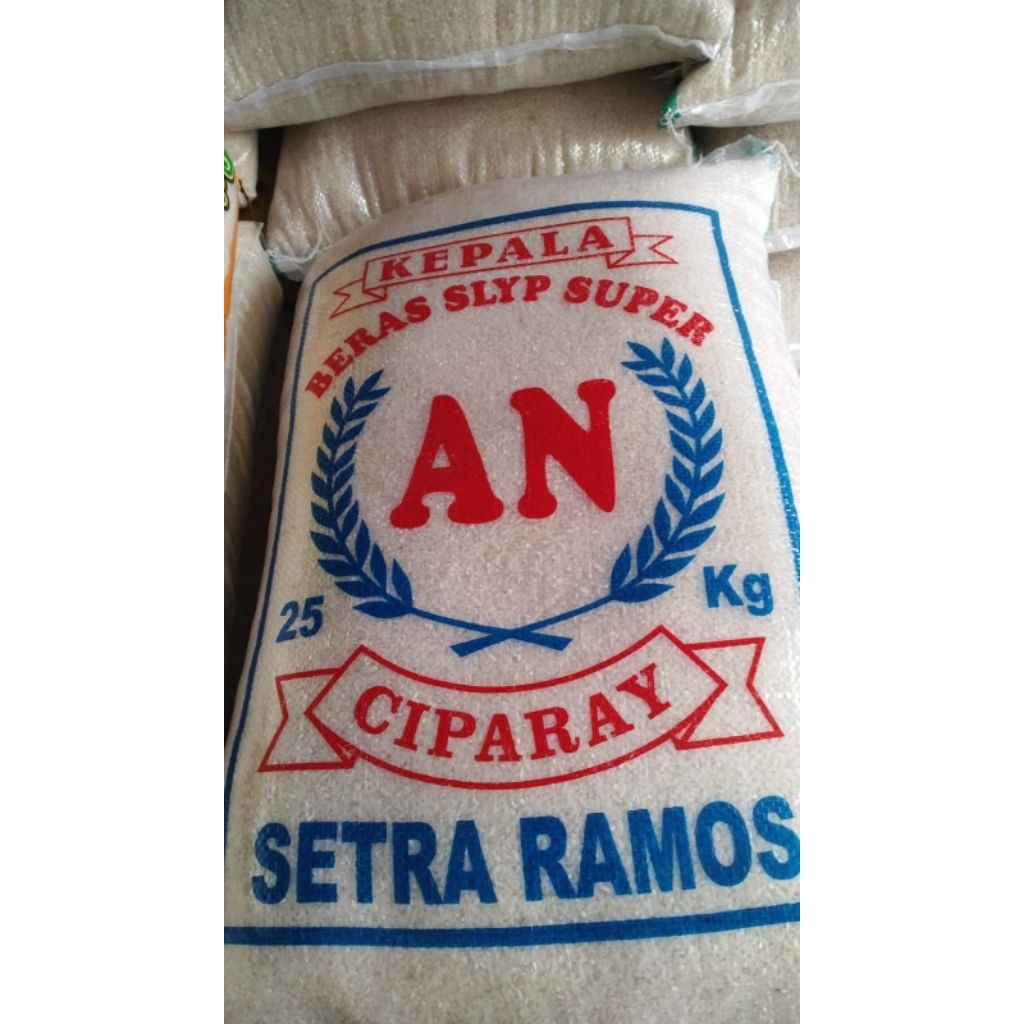 KEPALA
BERAS SLYP SUPER
AN
25 Kg
CIPARAY
SETRA RAMOS